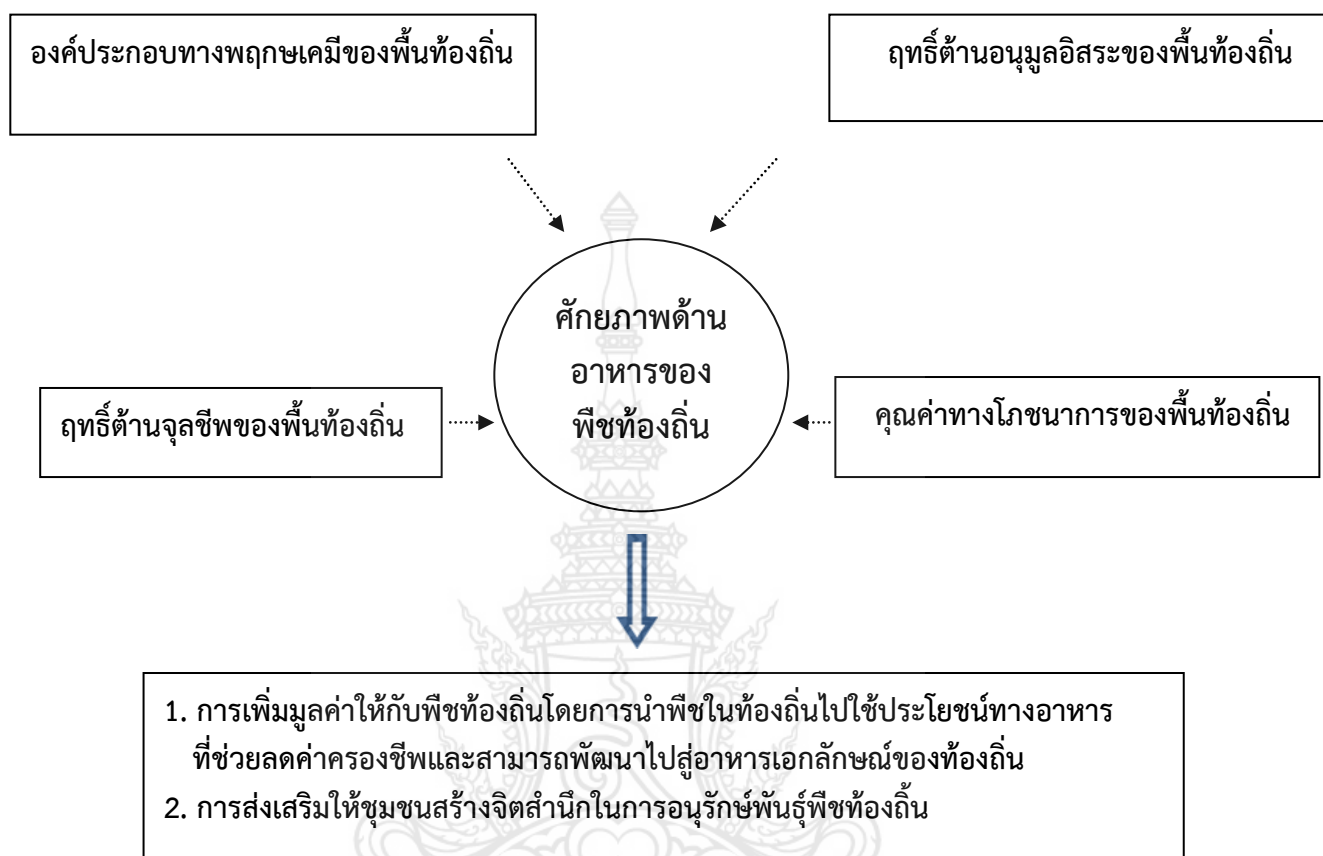 องค์ประกอบทางพฤกษเคมีของพื้นท้องถิ่น
ฤทธิ์ต้านอนุมูลอิสระของพื้นท้องถิ่น
ศักยภาพด้าน
อาหารของ
พืชท้องถิ่น
ฤทธิ์ต้านจุลชีพของพื้นท้องถิ่น
คุณค่าทางโภชนาการของพื้นท้องถิ่น
1. การเพิ่มมูลค่าให้กับพืชท้องถิ่นโดยการนำพืชในท้องถิ่นไปใช้ประโยชน์ทางอาหาร
ที่ช่วยลดค่าครองชีพและสามารถพัฒนาไปสู่อาหารเอกลักษณ์ของท้องถิ่น
2. การส่งเสริมให้ชุมชนสร้างจิตสำนึกในการอนุรักษ์พันธุ์พืชท้องถิ้น